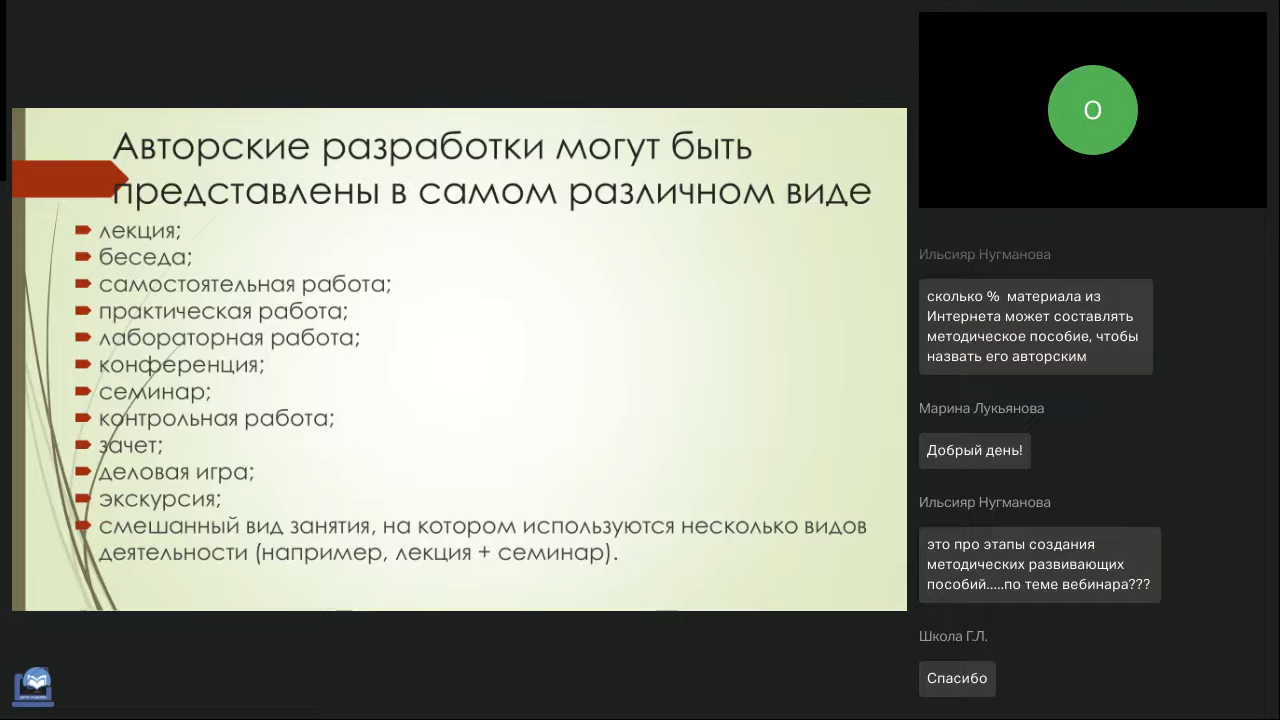 Авторские разработки могут быть
представлены в самом различном виде
лекция;
беседа;
самостоятельная работа;
практическая работа;
лабораторная работа;
конференция;
семинар;
контрольная работа;
зачет;
деловая игра;
экскурсия;
смешанный вид занятия, на котором используются несколько видов
деятельности (например, лекция + семинар).
О
Ильсияр Нугманова
сколько % материала из
Интернета может составлять
методическое пособие, чтобы
назвать его авторским
Марина Лукьянова
Добрый день!
Ильсияр Нугманова
это про этапы создания
методических развивающих
пособий.....по теме вебинара???
Школа Г.Л.
Спасибо